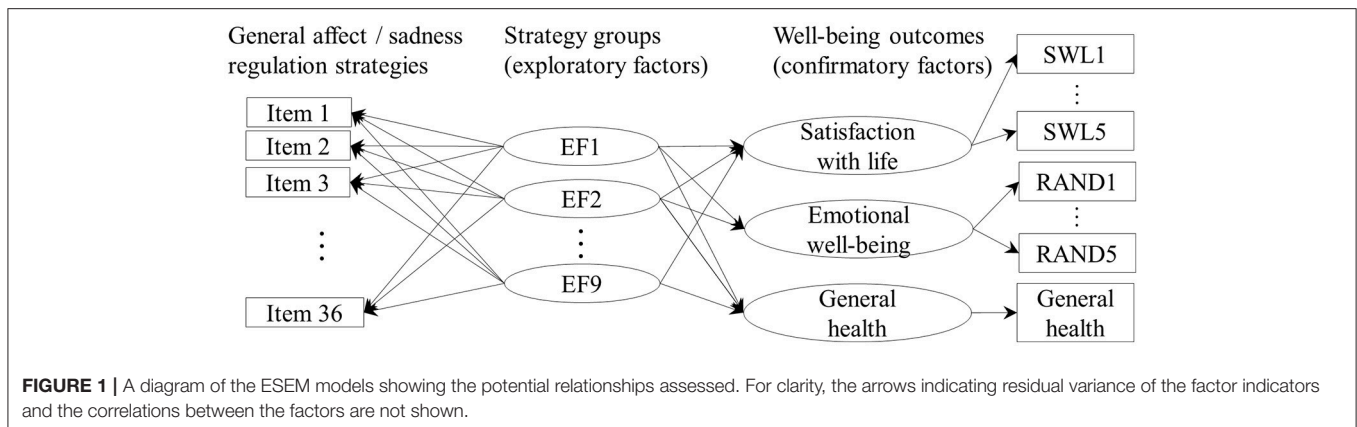 General affect / sadness
regulation strategies
Strategy groups
(exploratory factors)
Well-being outcomes
(confirmatory factors)
Item 1
Item 2
Item 3
⋮
Item 36
EF1
EF2
⋮
EF9
Satisfaction
with life
Emotional
well-being
General
health
SWL1
⋮
SWL5
RAND1
⋮
RAND5
General
health
FIGURE 1 | A diagram of the ESEM models showing the potential relationships assessed. For clarity, the arrows indicating residual variance of the factor indicators
and the correlations between the factors are not shown.